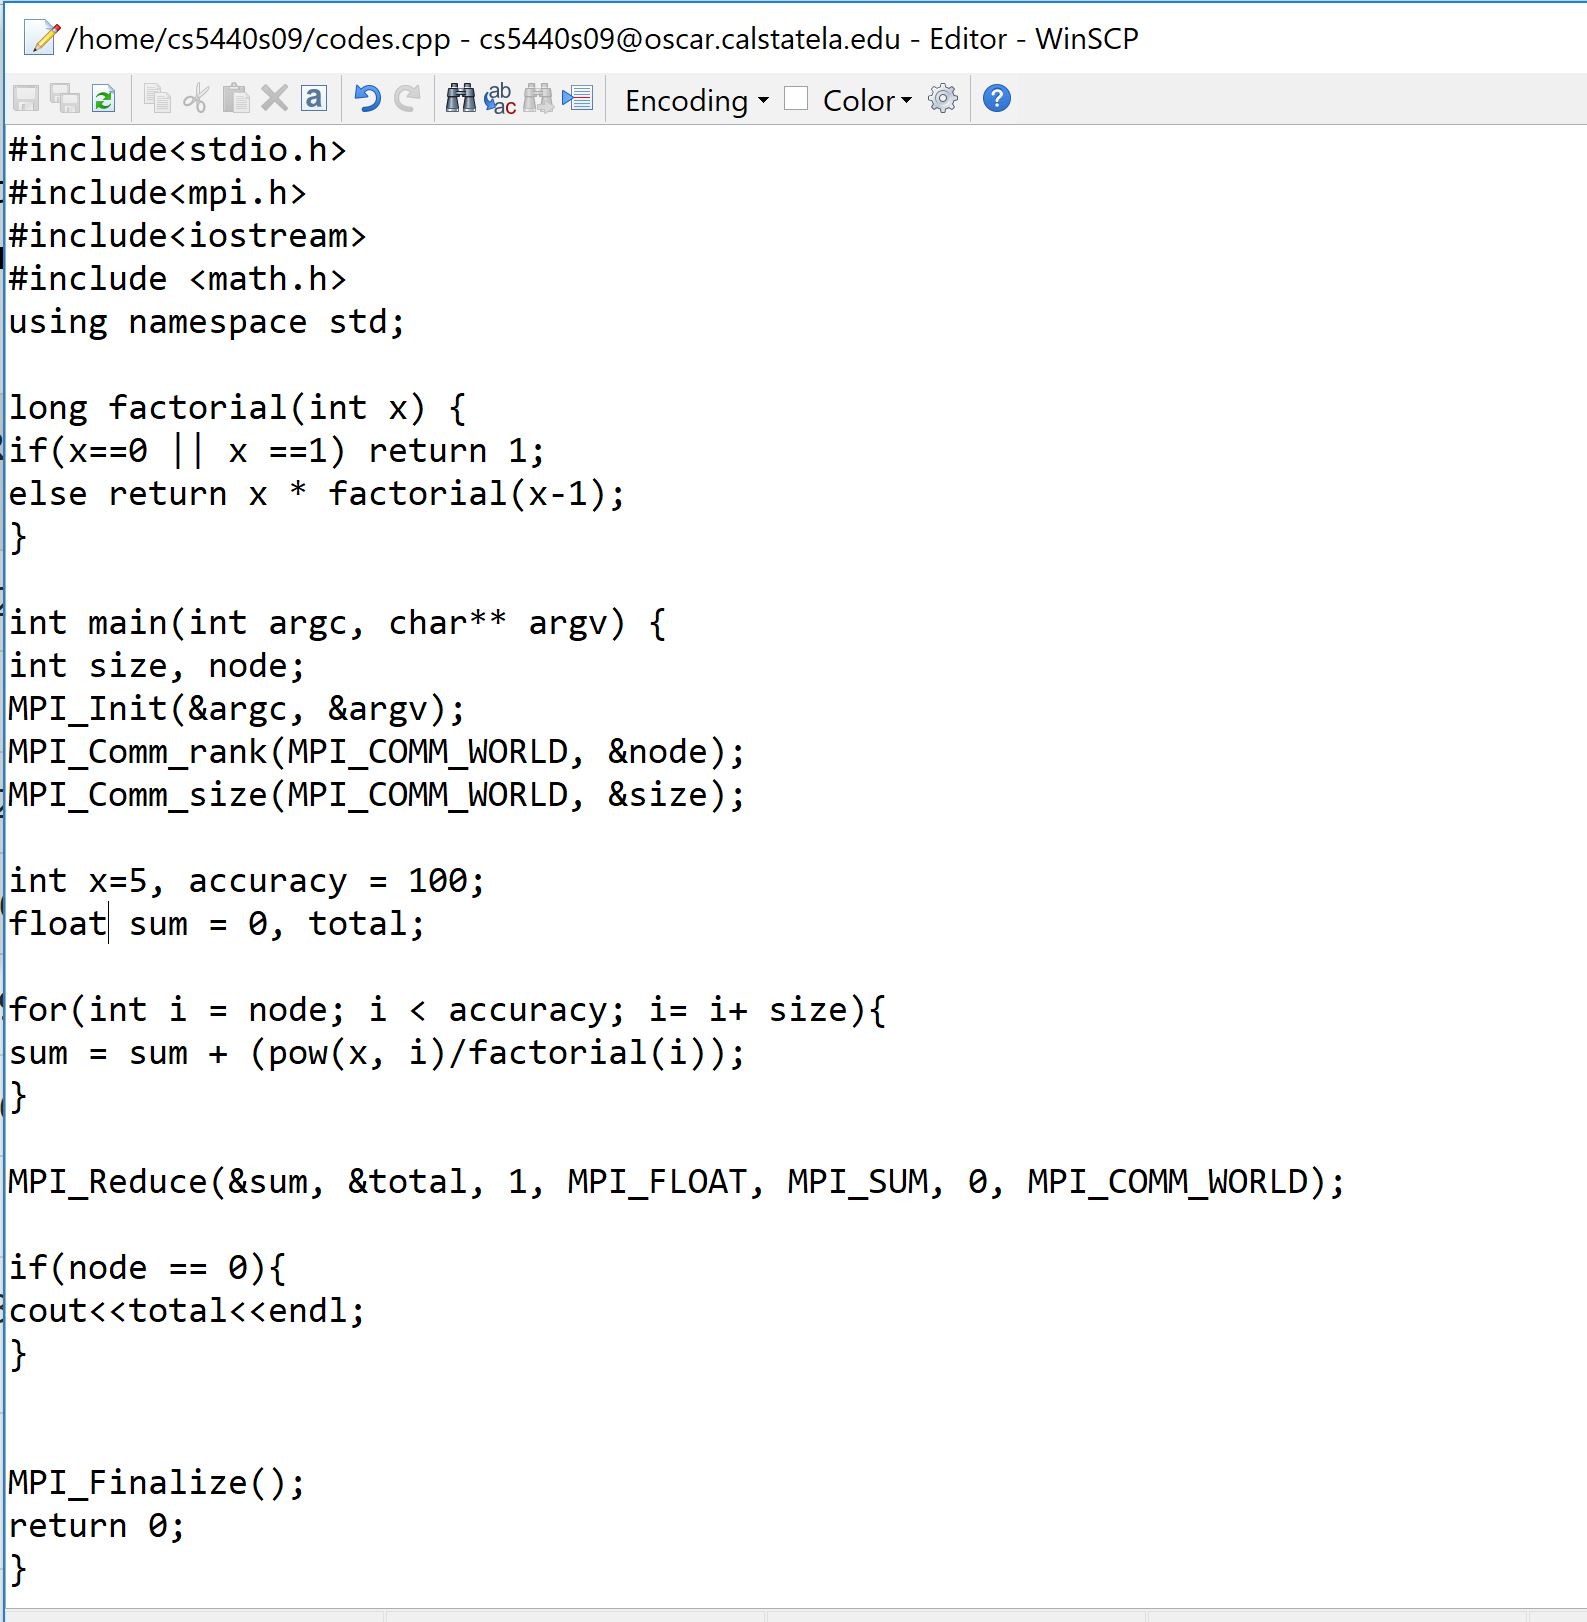 /home/cs5440s09/codes.cpp - cs5440s09@oscar.calstatela.edu - Editor - WinSCP
Encoding Color
#include<stdio.h>
#include<mpi.h>
#include<iostream>
#include <math.h>
using namespace std;
long factorial(int x) {
if(x==0 || x ==1) return 1;
else return x * factorial(x-1);
}
int main(int argc, char** argv) {
int size, node;
MPI_Init(&argc, &argv);
MPI_Comm_rank(MPI_COMM_WORLD, &node);
MPI_Comm_size(MPI_COMM_WORLD, &size);
int x=5, accuracy = 100;
float sum = 0, total;
for(int i = node; i < accuracy; i= i+ size){
sum = sum + (pow(x, i)/factorial(i));
}
MPI_Reduce(&sum, &total, 1, MPI_FLOAT, MPI_SUM, 0, MPI_COMM_WORLD);
if(node == 0){
cout<<total<<endl;
}
MPI_Finalize();
return 0;
}